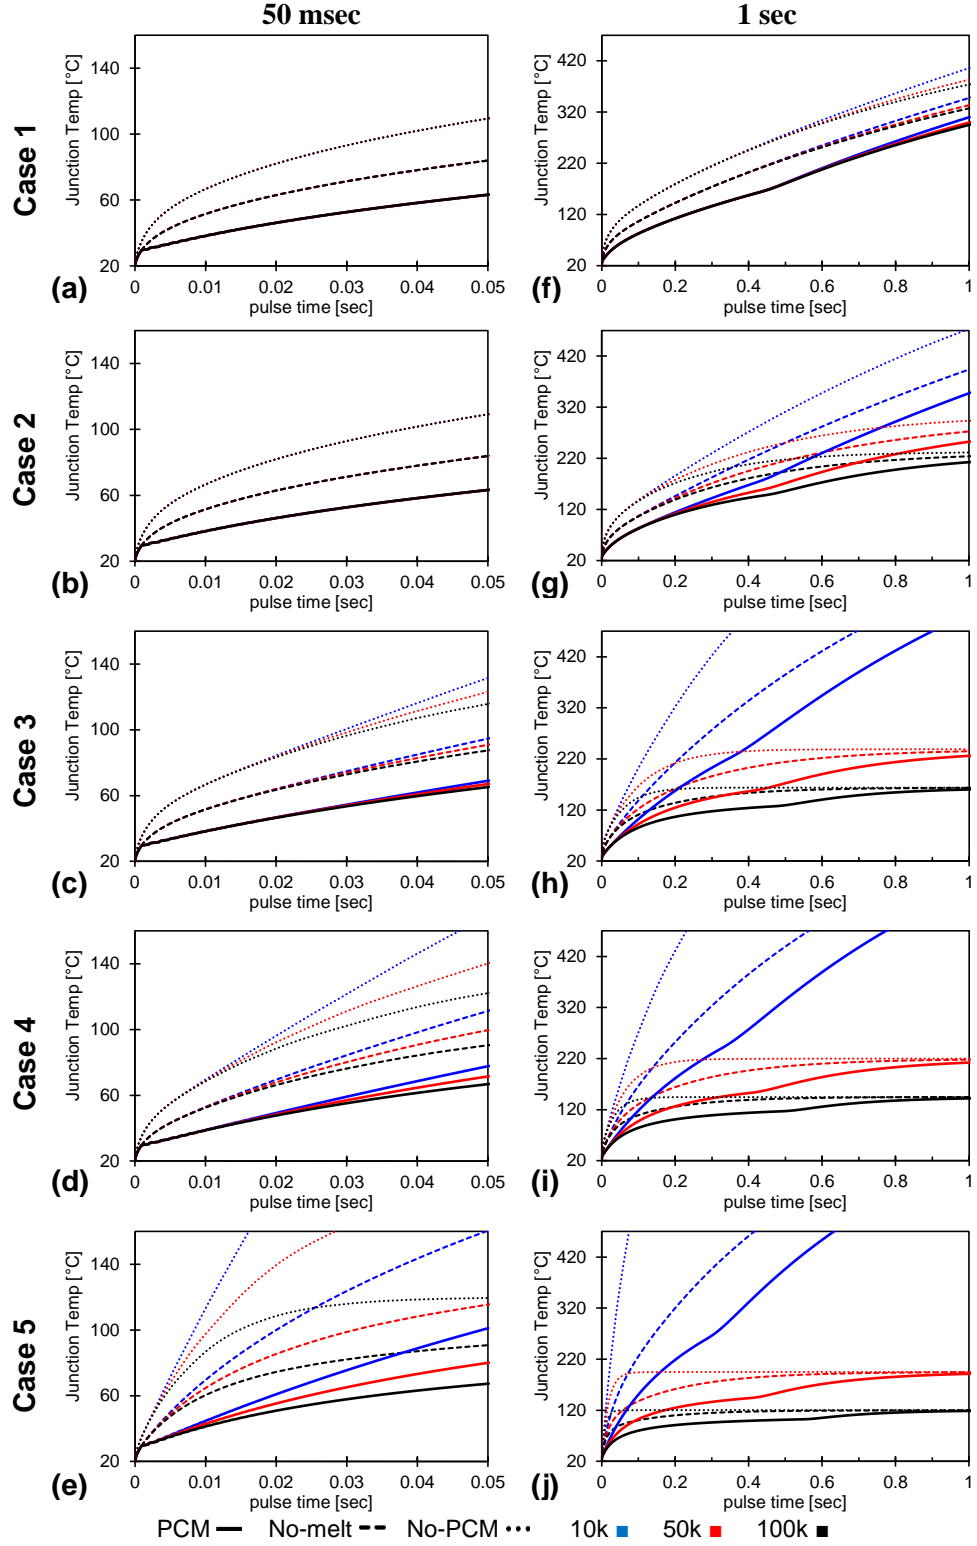 50 msec 1 sec
Case 1
Junction Temp [°C]
140
100
60
20
0 0.01 0.02 0.03 0.04 0.05
pulse time [sec]
(a)
Junction Temp [°C]
420
320
220
120
20
0 0.2 0.4 0.6 0.8 1
pulse time [sec]
(f)
Case 2
Junction Temp [°C]
140
100
60
20
0 0.01 0.02 0.03 0.04 0.05
pulse time [sec]
(b)
Junction Temp [°C]
420
320
220
120
20
0 0.2 0.4 0.6 0.8 1
pulse time [sec]
(g)
Case 3
Junction Temp [°C]
140
100
60
20
0 0.01 0.02 0.03 0.04 0.05
pulse time [sec]
(c)
Junction Temp [°C]
420
320
220
120
20
0 0.2 0.4 0.6 0.8 1
pulse time [sec]
(h)
Case 4
Junction Temp [°C]
140
100
60
20
0 0.01 0.02 0.03 0.04 0.05
pulse time [sec]
(d)
Junction Temp [°C]
420
320
220
120
20
0 0.2 0.4 0.6 0.8 1
pulse time [sec]
(i)
Case 5
Junction Temp [°C]
140
100
60
20
0 0.01 0.02 0.03 0.04 0.05
pulse time [sec]
(e)
Junction Temp [°C]
420
320
220
120
20
0 0.2 0.4 0.6 0.8 1
pulse time [sec]
(j)
PCM No-melt No-PCM 10k 50k 100k